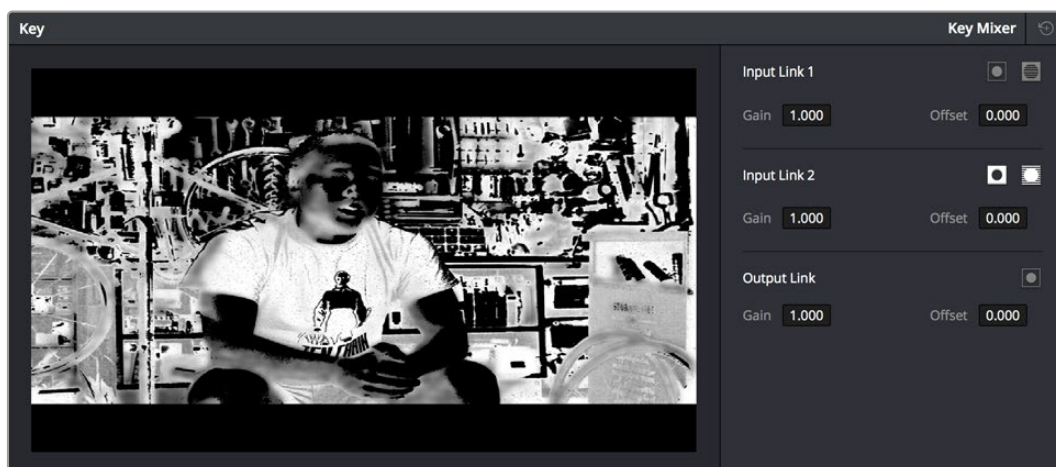 Key
Key Mixer
Input Link 1
Gain 1.000 Offset 0.000
Input Link 2
Gain 1.000 Offset 0.000
Output Link
Gain 1.000 Offset 0.000